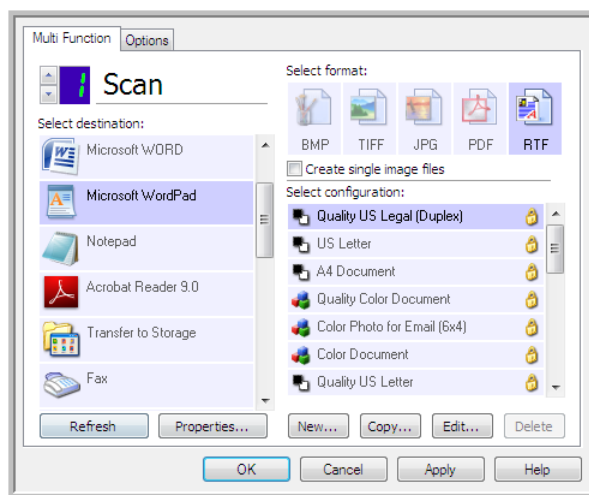 Multi Function
Options
1 Scan
Select destination:
Microsoft WORD
Microsoft WordPad
Notepad
Acrobat Reader 9.0
Transfer to Storage
Fax
Refresh
Properties...
Select format:
BMP TIFF JPG PDF RTF
Create single image files
Select configuration:
Quality US Legal (Duplex)
US Letter
A4 Document
Quality Color Document
Color Photo for Email (6x4)
Color Document
Quality US Letter
New... Copy... Edit... Delete
OK Cancel Apply Help